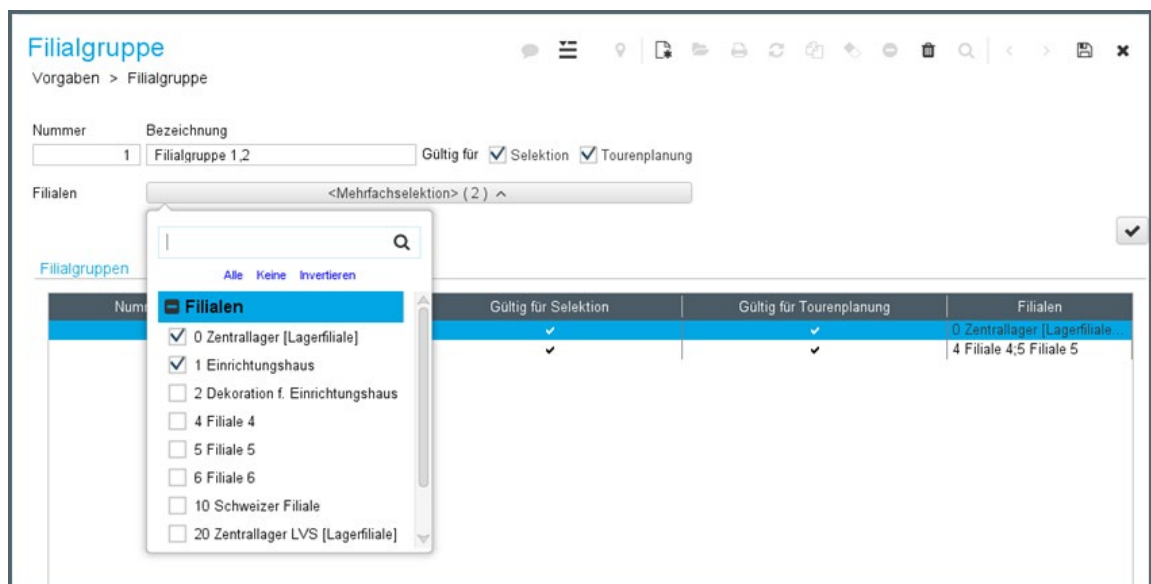 Filialgruppe
Vorgaben > Filialgruppe
Nummer Bezeichnung
1 Filialgruppe 1,2 Gültig für Selektion Tourenplanung
Filialen <Mehrfachselektion> ( 2 )
Alle Keine Invertieren
Filialgruppen
Filialen
Gültig für Selektion Gültig für Tourenplanung Filialen
0 Zentrallager [Lagerfiliale...
4 Filiale 4;5 Filiale 5
0 Zentrallager [Lagerfiliale]
1 Einrichtungshaus
2 Dekoration f. Einrichtungshaus
4 Filiale 4
5 Filiale 5
6 Filiale 6
10 Schweizer Filiale
20 Zentrallager LVS [Lagerfiliale]